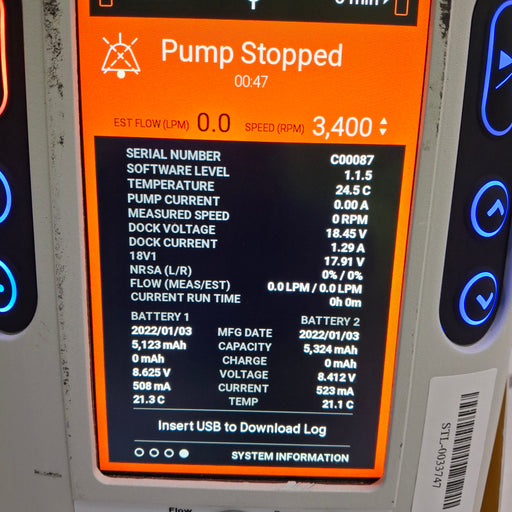 0 min
Pump Stopped
00:47
EST FLOW (LPM) 0.0 SPEED (RPM) 3,400
SERIAL NUMBER C00087
SOFTWARE LEVEL 1.1.5
TEMPERATURE 24.5 C
PUMP CURRENT 0.00 A
MEASURED SPEED 0 RPM
DOCK VOLTAGE 18.45 V
DOCK CURRENT 1.29 A
18V1 17.91 V
NRSA (L/R) 0% / 0%
FLOW (MEAS/EST) 0.0 LPM / 0.0 LPM
CURRENT RUN TIME 0h 0m
BATTERY 1 BATTERY 2
2022/01/03 MFG DATE 2022/01/03
5,123 mAh CAPACITY 5,324 mAh
0 mAh CHARGE 0 mAh
8.625 V VOLTAGE 8.412 V
508 mA CURRENT 523 mA
21.3 C TEMP 21.1 C
Insert USB to Download Log
SYSTEM INFORMATION
Flow
STL-0033747